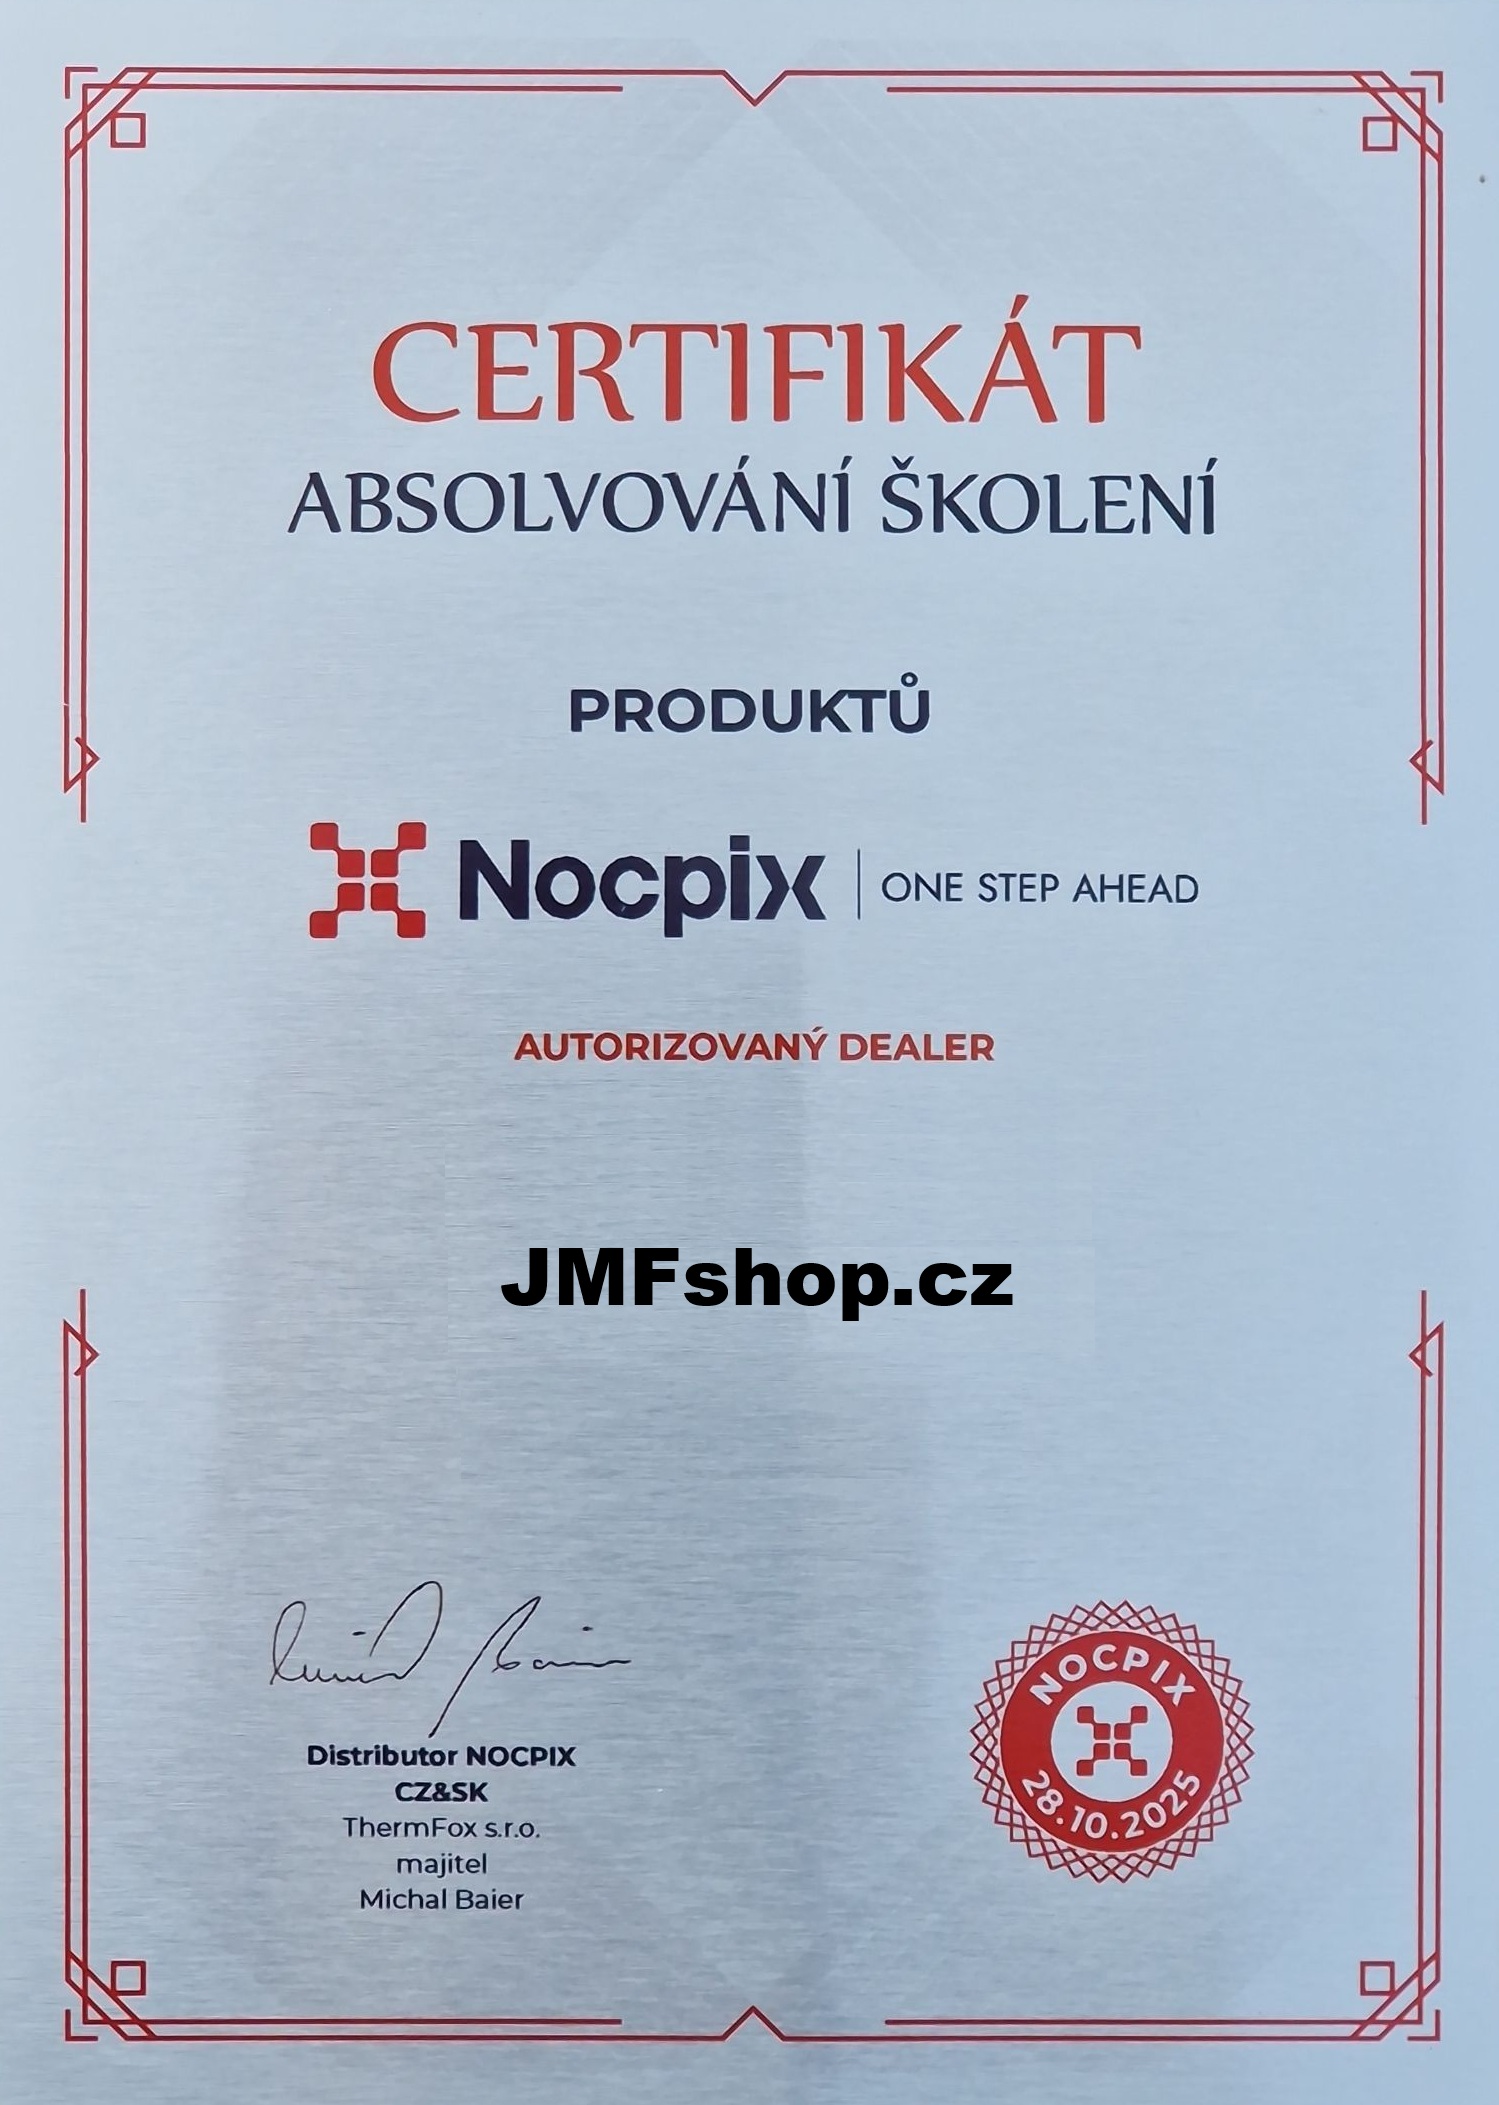 CERTIFIKÁT
ABSOLVOVÁNÍ ŠKOLENÍ
PRODUKTŮ
Nocpix | ONE STEP AHEAD
AUTORIZOVANÝ DEALER
JMFshop.cz
Distributor NOCPIX
CZ&SK
ThermFox s.r.o.
majitel
Michal Baier
NOCPIX
28.10.2025